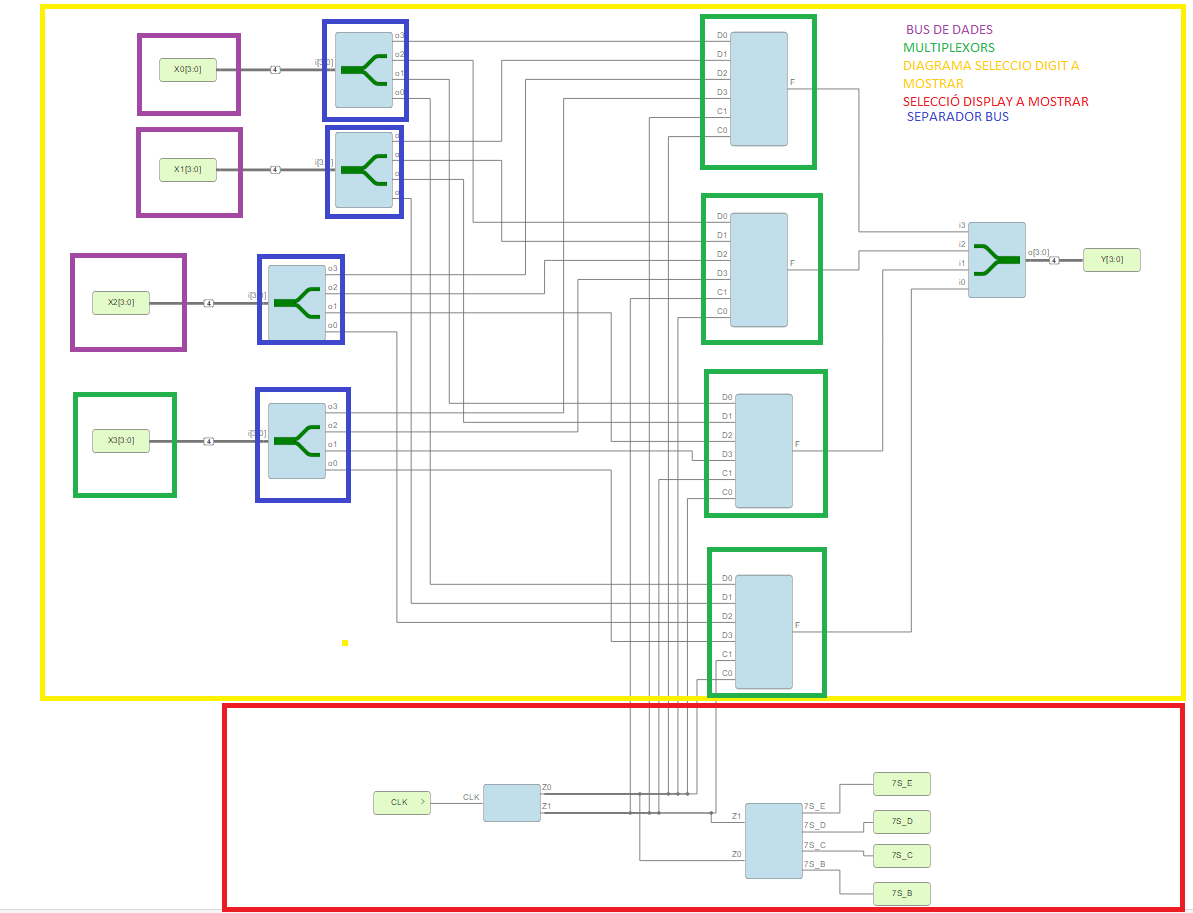 BUS DE DADES
MULTIPLEXORS
DIAGRAMA SELECCIO DIGIT A
MOSTRAR
SELECCIÓ DISPLAY A MOSTRAR
SEPARADOR BUS
X0[3:0]
4
i[3:0]
o3
o2
o1
o0
X1[3:0]
4
i[3:0]
X2[3:0]
4
i[3:0]
o3
o2
o1
o0
X3[3:0]
4
i[3:0]
o3
o2
o1
o0
D0
D1
D2
D3
C1
C0
F
D0
D1
D2
D3
C1
C0
F
D0
D1
D2
D3
C1
C0
F
D0
D1
D2
D3
C1
C0
F
i3
i2
i1
i0
o[3:0]
4
Y[3:0]
CLK
CLK
Z0
Z1
Z1
Z0
7S_E
7S_D
7S_C
7S_B
7S_E
7S_D
7S_C
7S_B